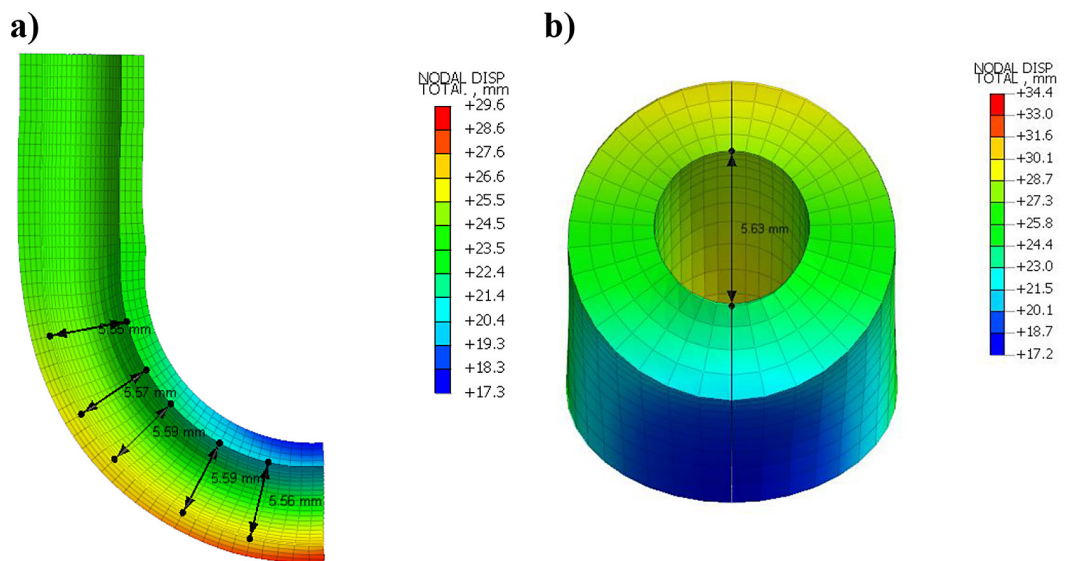 a)
b)
NODAL DISP
TOTAL , mm
+29.6
+28.6
+27.6
+26.6
+25.5
+24.5
+23.5
+22.4
+21.4
+20.4
+19.3
+18.3
+17.3
5.55 mm
5.57 mm
5.59 mm
5.59 mm
5.56 mm
NODAL DISP
TOTAL , mm
+34.4
+33.0
+31.6
+30.1
+28.7
+27.3
+25.8
+24.4
+23.0
+21.5
+20.1
+18.7
+17.2
5.63 mm